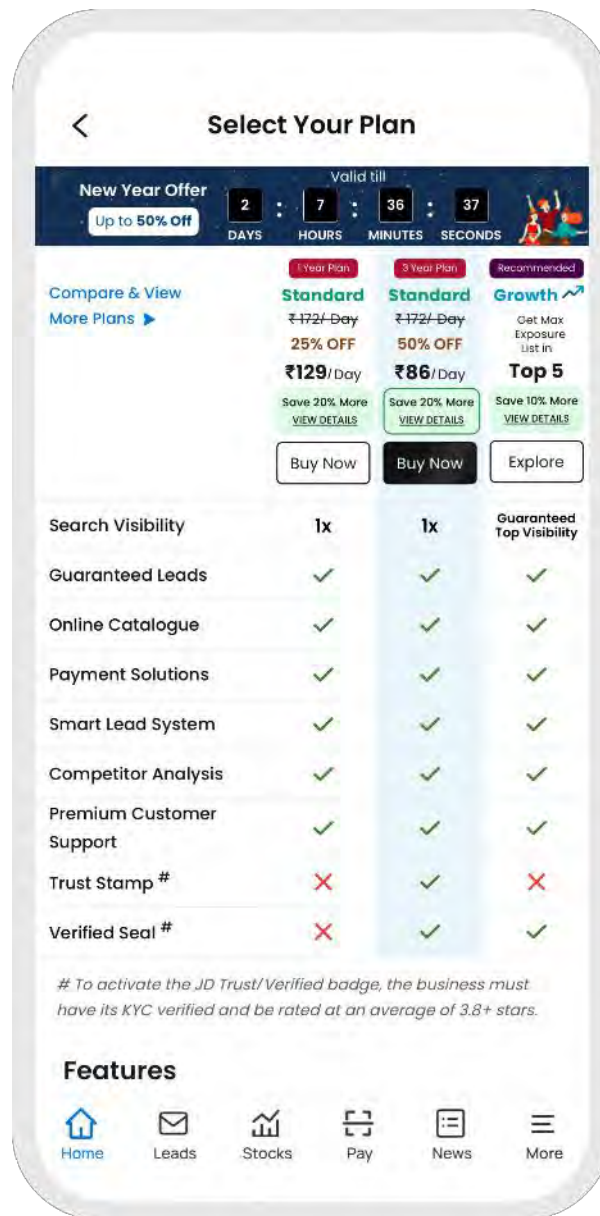 Select Your Plan
New Year Offer
Up to 50% Off
Valid till
2 : 7 : 36 : 37
DAYS HOURS MINUTES SECONDS
Compare & View
More Plans
1 Year Plan
Standard
₹172/ Day
25% OFF
₹129/Day
Save 20% More
VIEW DETAILS
Buy Now
3 Year Plan
Standard
₹172/ Day
50% OFF
₹86/Day
Save 20% More
VIEW DETAILS
Buy Now
Recommended
Growth
Get Max
Exposure
List in
Top 5
Save 10% More
VIEW DETAILS
Explore
Search Visibility 1x 1x Guaranteed
Top Visibility
Guaranteed Leads
Online Catalogue
Payment Solutions
Smart Lead System
Competitor Analysis
Premium Customer
Support
Trust Stamp #
Verified Seal #
# To activate the JD Trust/Verified badge, the business must
have its KYC verified and be rated at an average of 3.8+ stars.
Features
Home Leads Stocks Pay News More